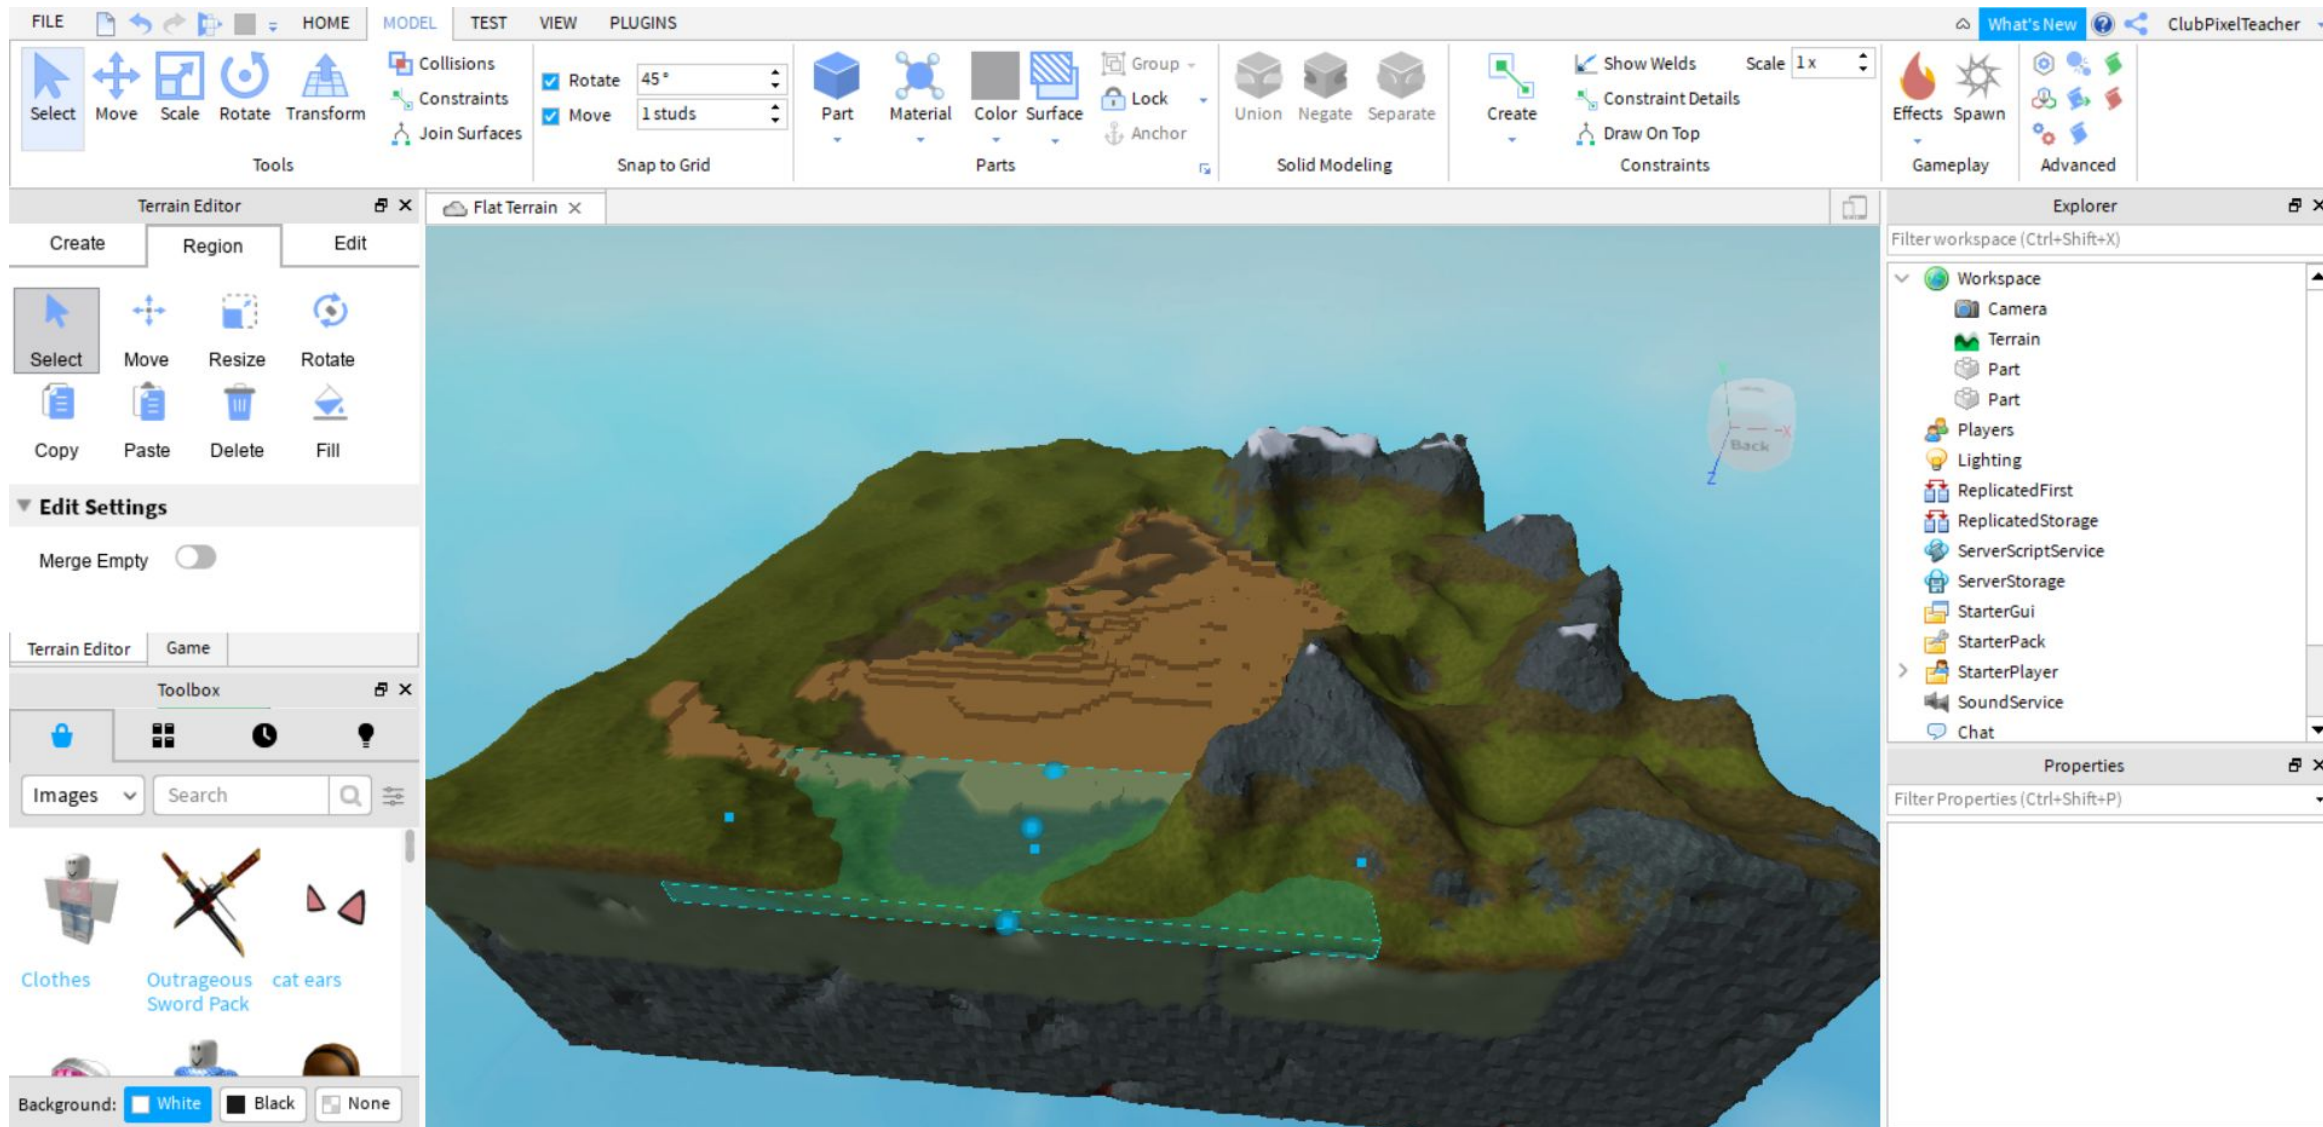 FILE HOME MODEL TEST VIEW PLUGINS What's New ClubPixelTeacher
Select Move Scale Rotate Transform
Collisions
Constraints
Join Surfaces
Tools
Rotate 45°
Move 1 studs
Snap to Grid
Part Material Color Surface
Group
Lock
Anchor
Parts
Union Negate Separate
Solid Modeling
Create
Show Welds Scale 1 x
Constraint Details
Draw On Top
Constraints
Effects Spawn
Gameplay
Advanced
Terrain Editor
Create Region Edit
Select Move Resize Rotate
Copy Paste Delete Fill
Edit Settings
Merge Empty
Terrain Editor Game
Toolbox
Images Search
Clothes
Outrageous Sword Pack
cat ears
Background: White Black None
Flat Terrain
Y
X
Back
Z
Explorer
Filter workspace (Ctrl+Shift+X)
Workspace
Camera
Terrain
Part
Part
Players
Lighting
ReplicatedFirst
ReplicatedStorage
ServerScriptService
ServerStorage
StarterGui
StarterPack
StarterPlayer
SoundService
Chat
Properties
Filter Properties (Ctrl+Shift+P)